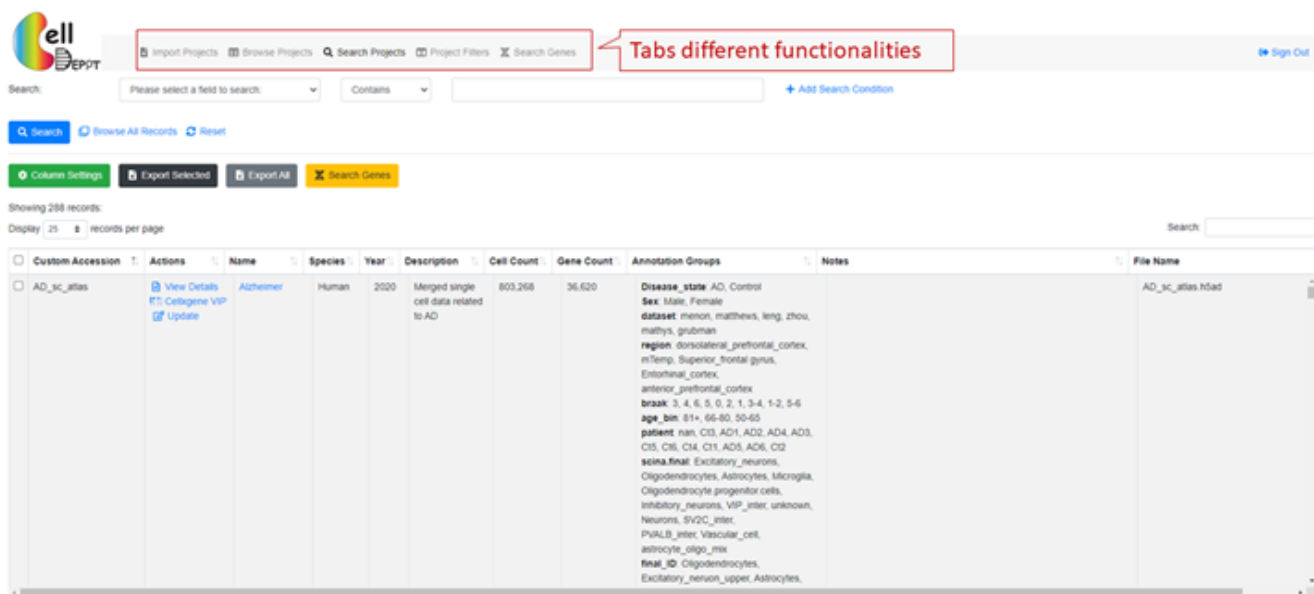 Cell DEPOT
Import Projects Browse Projects Search Projects Project Filters Search Genes
Tabs different functionalities
Sign Out
Search: Please select a field to search: Contains + Add Search Condition
Search Browse All Records Reset
Column Settings Export Selected Export All Search Genes
Showing 288 records:
Display 25 records per page
Search:
Custom Accession Actions Name Species Year Description Cell Count Gene Count Annotation Groups Notes File Name
AD_sc_atlas View Details Alzheimer Human 2020 Merged single 803,268 36,620 Disease_state: AD, Control AD_sc_atlas.h5ad
Cellxgene VIP cell data related Sex: Male, Female
Update to AD dataset: menon, matthews, leng, zhou,
mathys, grubman
region: dorsolateral_prefrontal_cortex,
mTemp, Superior_frontal gyrus,
Entorhinal_cortex,
anterior_prefrontal_cortex
braak: 3, 4, 6, 5, 0, 2, 1, 3-4, 1-2, 5-6
age_bin: 81+, 66-80, 50-65
patient: nan, Ct3, AD1, AD2, AD4, AD3,
Ct5, Ct6, Ct4, Ct1, AD5, AD6, Ct2
scina.final: Excitatory_neurons,
Oligodendrocytes, Astrocytes, Microglia,
Oligodendrocyte.progenitor.cells,
Inhibitory_neurons, VIP_inter, unknown,
Neurons, SV2C_inter,
PVALB_inter, Vascular_cell,
astrocyte_oligo_mix
final_ID: Oligodendrocytes,
Excitatory_neruon_upper, Astrocytes,